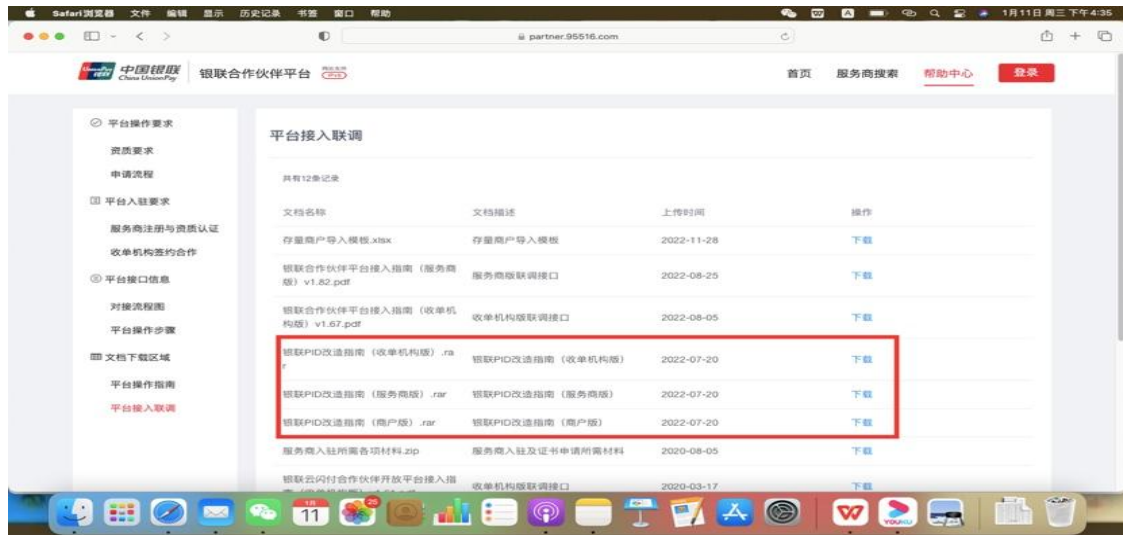 Safari浏览器 文件 编辑 显示 历史记录 书签 窗口 帮助 1月11日 周三 下午4:35
partner.95516.com
中国银联 银联合作伙伴平台 首页 服务商搜索 帮助中心 登录
China UnionPay
平台操作要求
资质要求
申请流程
平台入驻要求
服务商注册与资质认证
收单机构签约合作
平台接口信息
对接流程图
平台操作步骤
文档下载区域
平台操作指南
平台接入联调
平台接入联调
共有12条记录
文档名称 文档描述 上传时间 操作
存量商户导入模板.xlsx 存量商户导入模板 2022-11-28 下载
银联合作伙伴平台接入指南（服务商
版）v1.82.pdf 服务商版联调接口 2022-08-25 下载
银联合作伙伴平台接入指南（收单机
构版）v1.67.pdf 收单机构版联调接口 2022-08-05 下载
银联PID改造指南（收单机构版）.ra
r 银联PID改造指南（收单机构版） 2022-07-20 下载
银联PID改造指南（服务商版）.rar 银联PID改造指南（服务商版） 2022-07-20 下载
银联PID改造指南（商户版）.rar 银联PID改造指南（商户版） 2022-07-20 下载
服务商入驻所需各项材料.zip 服务商入驻及证书申请所需材料 2020-08-05 下载
银联云闪付合作伙伴开放平台接入指
收单机构版联调接口 2020-03-17 下载
1月
11
25
YOUKU